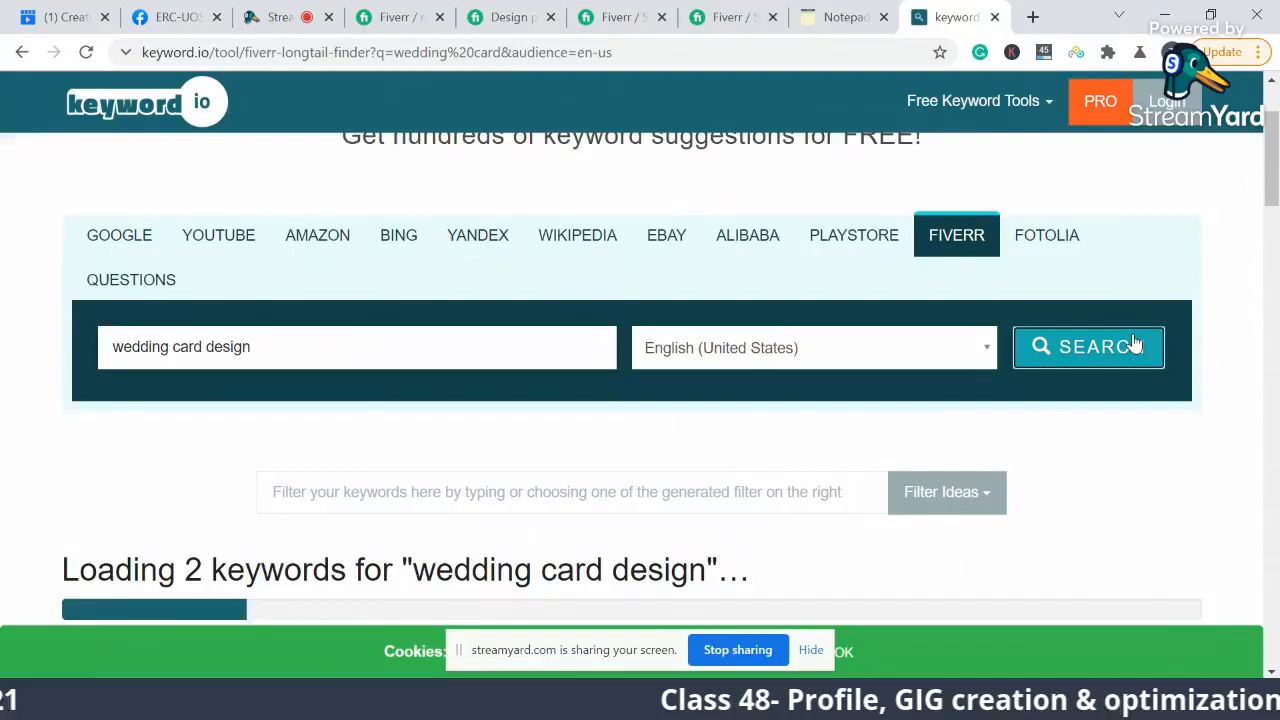 (1) Creat
ERC-UOS
Strea
Fiverr / r
Design p
Fiverr / S
Fiverr / S
Notepad
keyword
Powered by
keyword.io/tool/fiverr-longtail-finder?q=wedding%20card&audience=en-us
45
Update
keyword io
Free Keyword Tools
PRO
Login
StreamYard
Get hundreds of keyword suggestions for FREE!
GOOGLE YOUTUBE AMAZON BING YANDEX WIKIPEDIA EBAY ALIBABA PLAYSTORE FIVERR FOTOLIA
QUESTIONS
wedding card design
English (United States)
SEARCH
Filter your keywords here by typing or choosing one of the generated filter on the right
Filter Ideas
Loading 2 keywords for "wedding card design"…
Cookies:
streamyard.com is sharing your screen.
Stop sharing
Hide
OK
21
Class 48- Profile, GIG creation & optimization